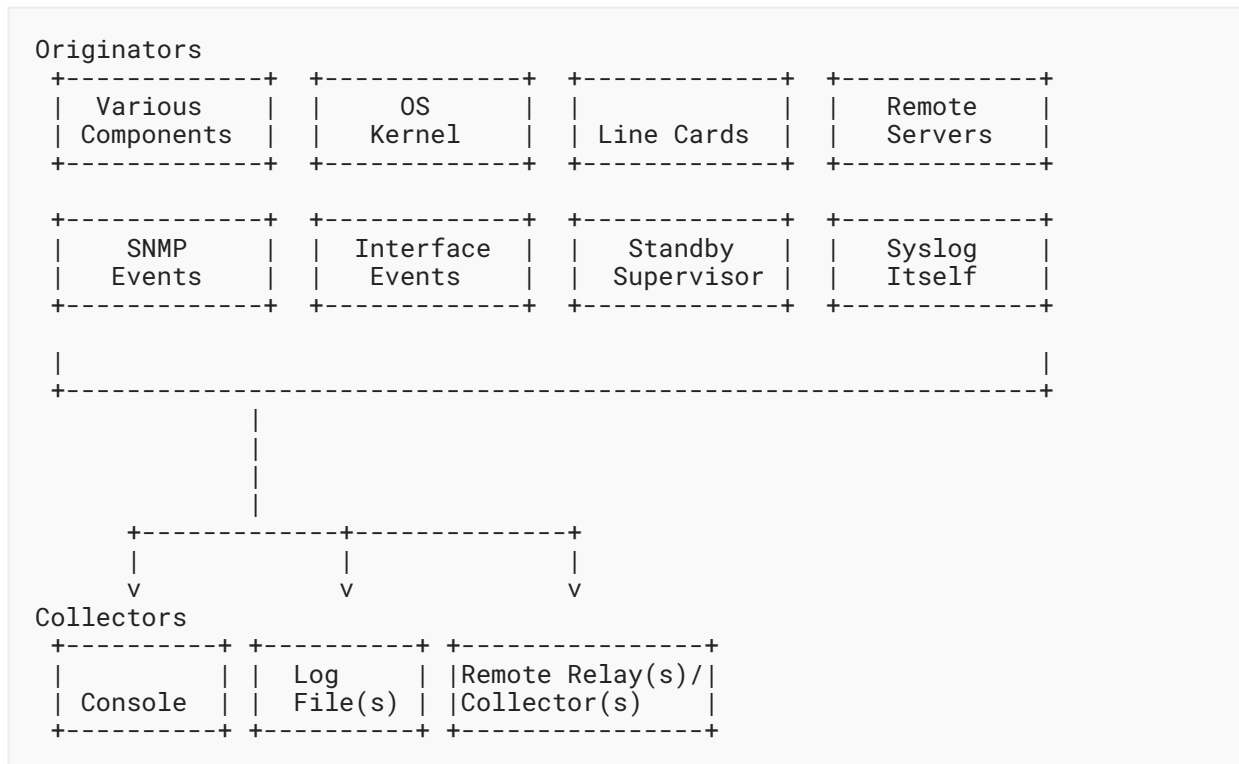 Originators
+-------------+  +-------------+  +------------+  +-------------+
|  Various    |  |     OS      |  |            |  |   Remote    |
| Components  |  |   Kernel    |  | Line Cards |  |   Servers   |
+-------------+  +-------------+  +------------+  +-------------+
+-------------+  +-------------+  +------------+  +-------------+
|    SNMP     |  |  Interface  |  |  Standby   |  |   Syslog    |
|   Events    |  |   Events    |  | Supervisor |  |   Itself    |
+-------------+  +-------------+  +------------+  +-------------+
|                                                               |
+---------------------------------------------------------------+
|
|
|
|
+-------------+--------------+
|             |              |
v             v              v
Collectors
+----------+ +----------+ +----------------+
|          | |  Log     | |Remote Relay(s)/|
| Console  | |  File(s) | |Collector(s)    |
+----------+ +----------+ +----------------+